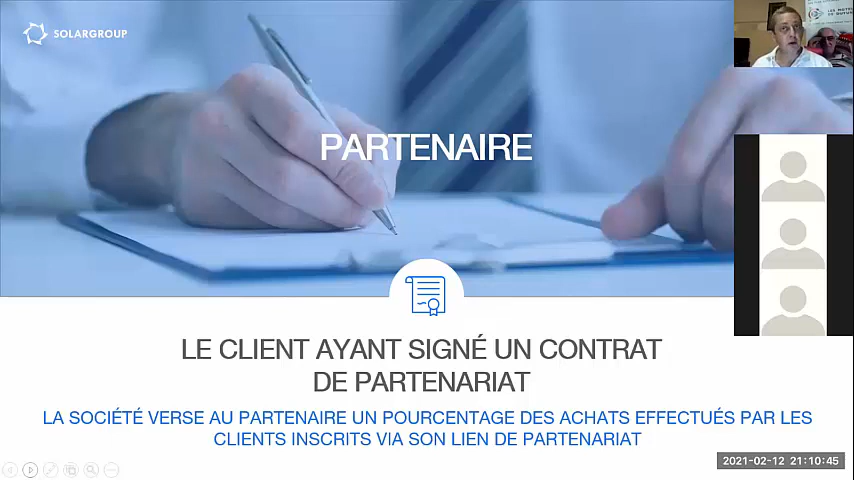 SOLARGROUP
PARTENAIRE
LE CLIENT AYANT SIGNÉ UN CONTRAT
DE PARTENARIAT
LA SOCIÉTÉ VERSE AU PARTENAIRE UN POURCENTAGE DES ACHATS EFFECTUÉS PAR LES
CLIENTS INSCRITS VIA SON LIEN DE PARTENARIAT
2021-02-12 21:10:45